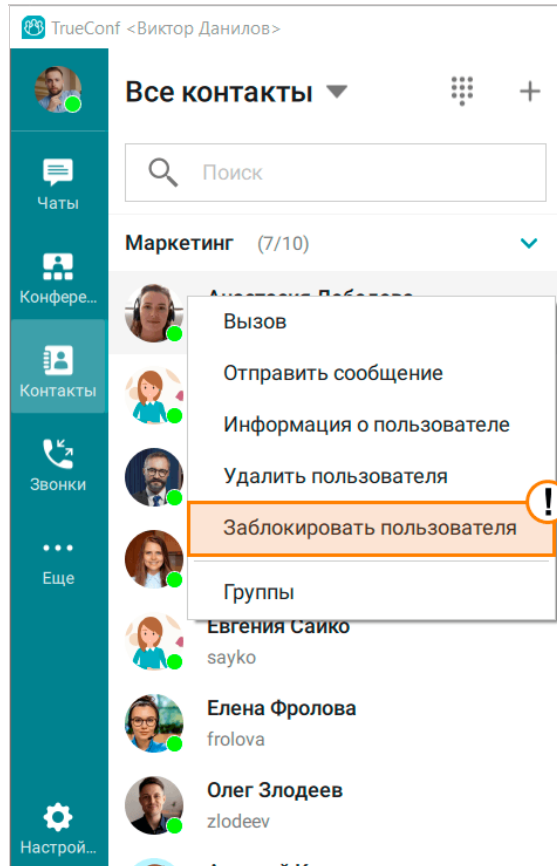 TrueConf <Виктор Данилов>
Все контакты
Поиск
Маркетинг (7/10)
Чаты
Конфере...
Контакты
Звонки
Еще
Настрой...
Вызов
Отправить сообщение
Информация о пользователе
Удалить пользователя
Заблокировать пользователя
!
Группы
Евгения Сайко
sayko
Елена Фролова
frolova
Олег Злодеев
zlodeev